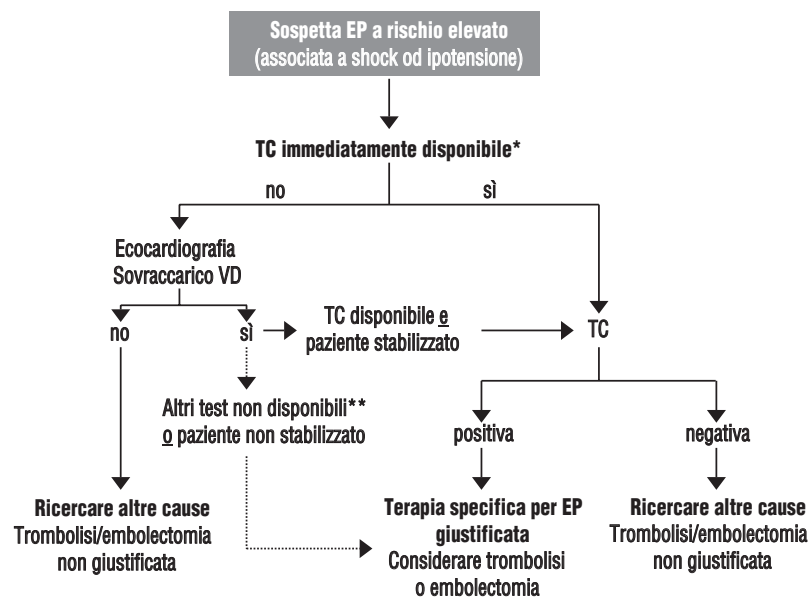 Sospetta EP a rischio elevato
(associata a shock od ipotensione)
TC immediatamente disponibile*
no
sì
Ecocardiografia
Sovraccarico VD
no
sì
TC disponibile e
paziente stabilizzato
TC
Altri test non disponibili**
o paziente non stabilizzato
positiva
negativa
Ricercare altre cause
Trombolisi/embolectomia
non giustificata
Terapia specifica per EP
giustificata
Considerare trombolisi
o embolectomia
Ricercare altre cause
Trombolisi/embolectomia
non giustificata